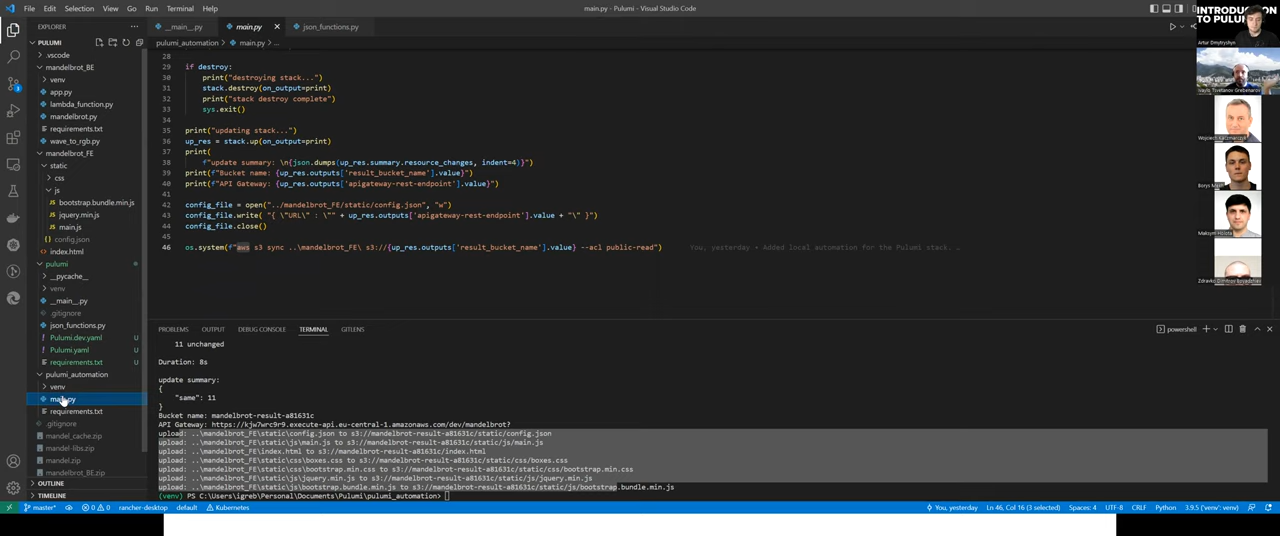 File Edit Selection View Go Run Terminal Help
main.py - Pulumi - Visual Studio Code
INTRODUCTION
TO PULUMI
Artur Dmytryshyn
EXPLORER
PULUMI
.vscode
mandelbrot_BE
venv
app.py
lambda_function.py
mandelbrot.py
requirements.txt
wave_to_rgb.py
mandelbrot_FE
static
css
js
bootstrap.bundle.min.js
jquery.min.js
main.js
config.json
index.html
pulumi
__pycache__
venv
__main__.py
.gitignore
json_functions.py
Pulumi.dev.yaml U
Pulumi.yaml U
requirements.txt U
pulumi_automation
venv
main.py
requirements.txt
.gitignore
mandel_cache.zip
mandel-libs.zip
mandel.zip
mandelbrot_BE.zip
OUTLINE
TIMELINE
__main__.py
main.py
json_functions.py
pulumi_automation > main.py > ...
28
29 if destroy:
30 print("destroying stack...")
31 stack.destroy(on_output=print)
32 print("stack destroy complete")
33 sys.exit()
34
35 print("updating stack...")
36 up_res = stack.up(on_output=print)
37 print(
38 f"update summary: \n{json.dumps(up_res.summary.resource_changes, indent=4)}")
39 print(f"Bucket name: {up_res.outputs['result_bucket_name'].value}")
40 print(f"API Gateway: {up_res.outputs['apigateway-rest-endpoint'].value}")
41
42 config_file = open("../mandelbrot_FE/static/config.json", "w")
43 config_file.write( "{ \"URL\" : \"" + up_res.outputs['apigateway-rest-endpoint'].value + "\" }")
44 config_file.close()
45
46 os.system(f"aws s3 sync ..\mandelbrot_FE\ s3://{up_res.outputs['result_bucket_name'].value} --acl public-read")
You, yesterday • Added local automation for the Pulumi stack. …
PROBLEMS OUTPUT DEBUG CONSOLE TERMINAL GITLENS
powershell
11 unchanged
Duration: 8s
update summary:
{
"same": 11
}
Bucket name: mandelbrot-result-a81631c
API Gateway: https://kjw7wrc9r9.execute-api.eu-central-1.amazonaws.com/dev/mandelbrot?
upload: ..\mandelbrot_FE\static\config.json to s3://mandelbrot-result-a81631c/static/config.json
upload: ..\mandelbrot_FE\static\js\main.js to s3://mandelbrot-result-a81631c/static/js/main.js
upload: ..\mandelbrot_FE\index.html to s3://mandelbrot-result-a81631c/index.html
upload: ..\mandelbrot_FE\static\css\boxes.css to s3://mandelbrot-result-a81631c/static/css/boxes.css
upload: ..\mandelbrot_FE\static\css\bootstrap.min.css to s3://mandelbrot-result-a81631c/static/css/bootstrap.min.css
upload: ..\mandelbrot_FE\static\js\jquery.min.js to s3://mandelbrot-result-a81631c/static/js/jquery.min.js
upload: ..\mandelbrot_FE\static\js\bootstrap.bundle.min.js to s3://mandelbrot-result-a81631c/static/js/bootstrap.bundle.min.js
(venv) PS C:\Users\igreb\Personal\Documents\Pulumi\pulumi_automation>
master* 0 0 rancher-desktop default Kubernetes
You, yesterday Ln 46, Col 16 (3 selected) Spaces: 4 UTF-8 CRLF Python 3.9.5 ('venv': venv)